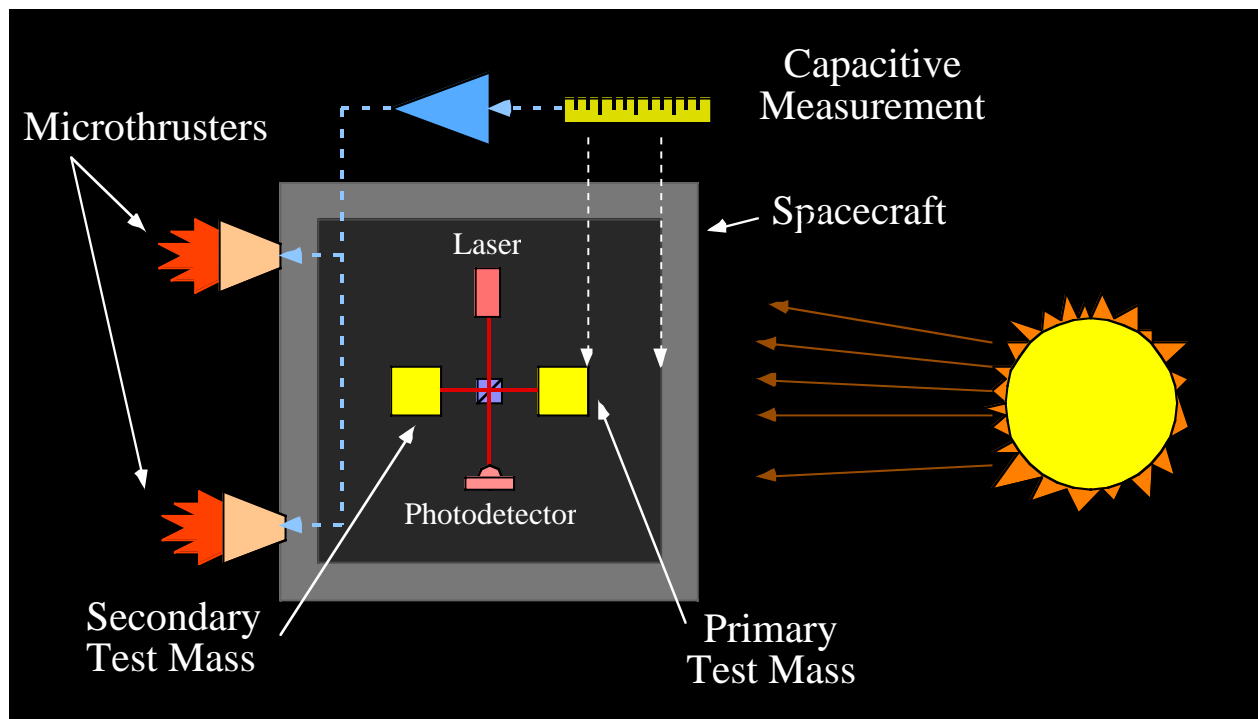 Capacitive
Measurement
Microthrusters
Spacecraft
Laser
Photodetector
Secondary
Test Mass
Primary
Test Mass